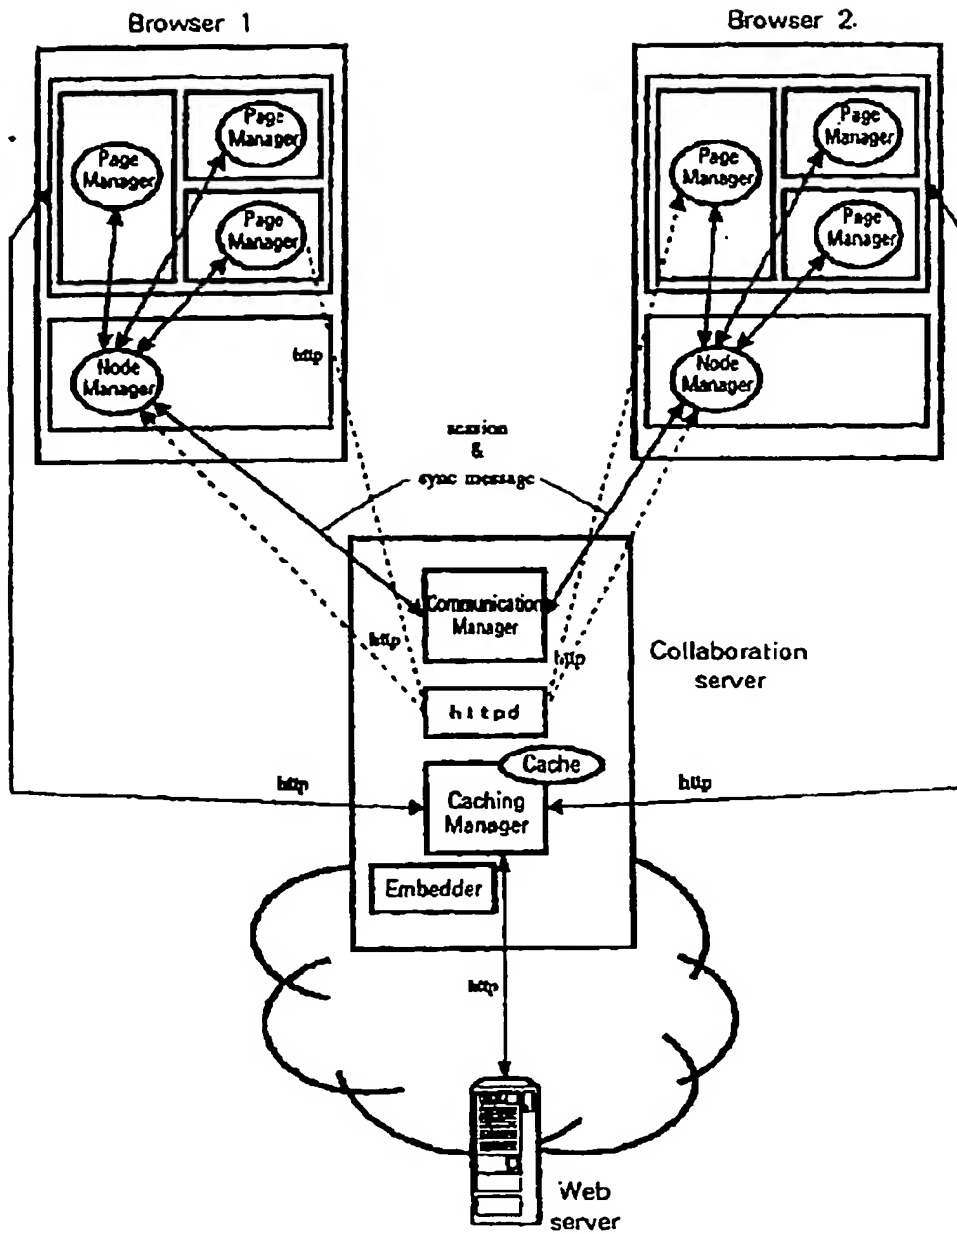 Browser 1
Browser 2.
Page
Manager
Page
Manager
Page
Manager
Node
Manager
http
Page
Manager
Page
Manager
Page
Manager
Node
Manager
session
&
sync message
Communication
Manager
http
http
httpd
Collaboration
server
Cache
Caching
Manager
http
http
Embedder
http
Web
server